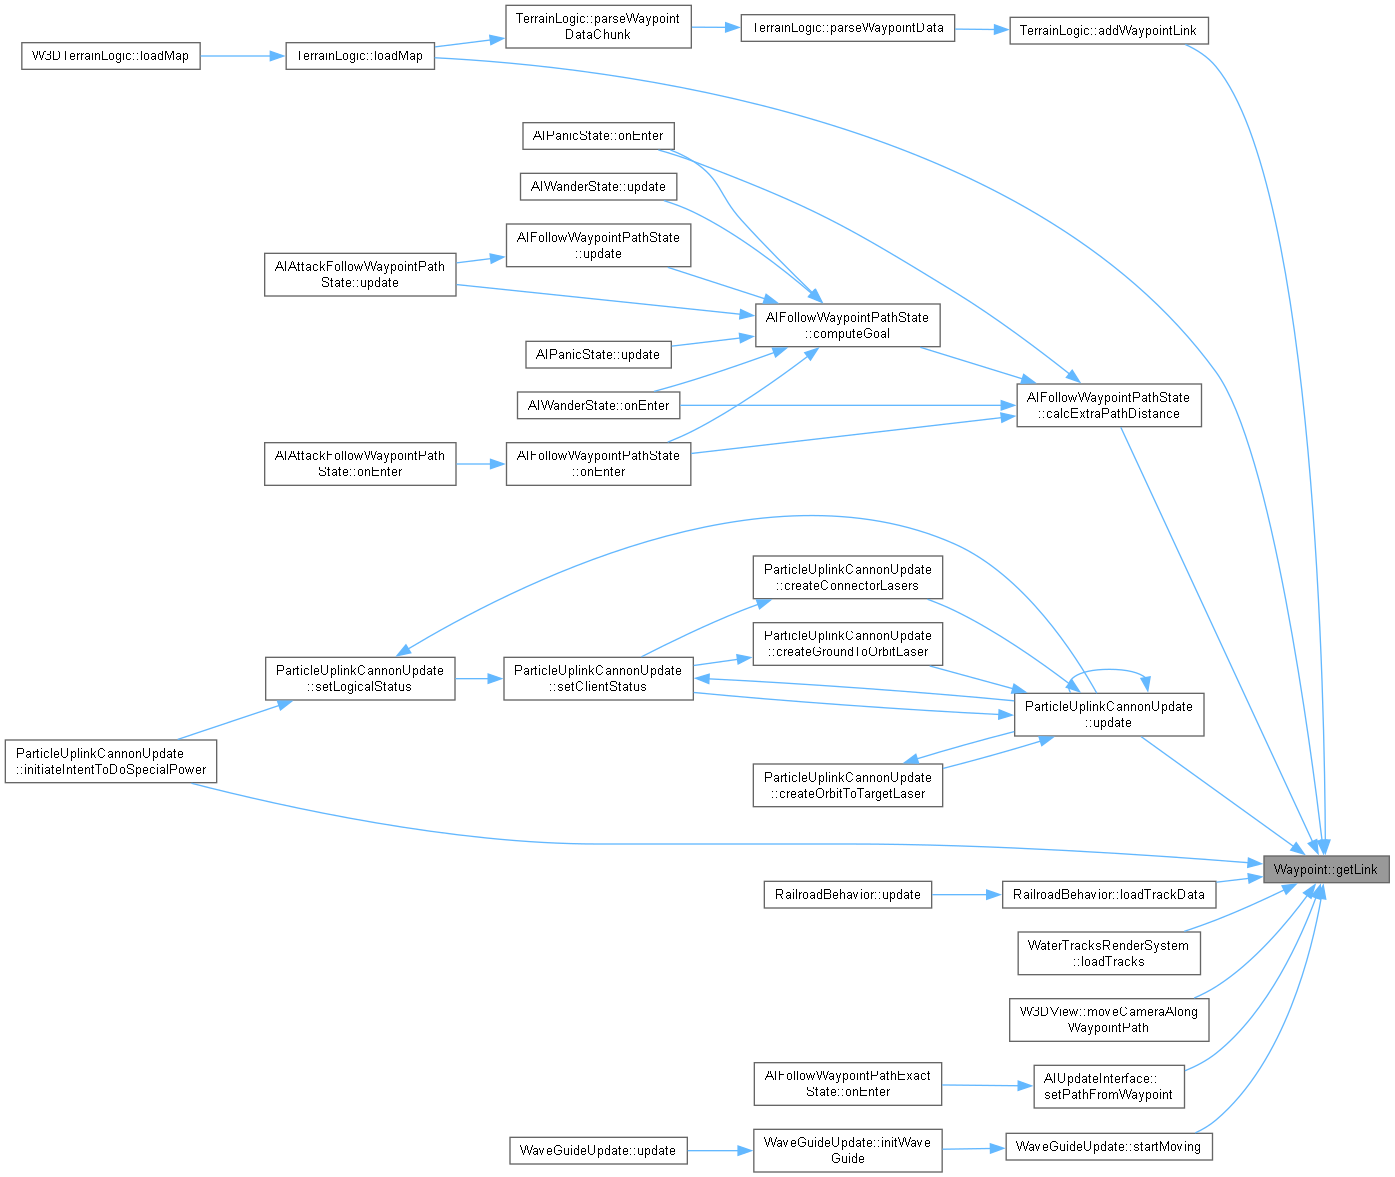 TerrainLogic::parseWaypoint
DataChunk
TerrainLogic::parseWaypointData
TerrainLogic::addWaypointLink
W3DTerrainLogic::loadMap
TerrainLogic::loadMap
AIPanicState::onEnter
AIWanderState::update
AIFollowWaypointPathState
::update
AIAttackFollowWaypointPath
State::update
AIFollowWaypointPathState
::computeGoal
AIPanicState::update
AIWanderState::onEnter
AIFollowWaypointPathState
::calcExtraPathDistance
AIAttackFollowWaypointPath
State::onEnter
AIFollowWaypointPathState
::onEnter
ParticleUplinkCannonUpdate
::createConnectorLasers
ParticleUplinkCannonUpdate
::createGroundToOrbitLaser
ParticleUplinkCannonUpdate
::setLogicalStatus
ParticleUplinkCannonUpdate
::setClientStatus
ParticleUplinkCannonUpdate
::update
ParticleUplinkCannonUpdate
::initiateIntentToDoSpecialPower
ParticleUplinkCannonUpdate
::createOrbitToTargetLaser
Waypoint::getLink
RailroadBehavior::update
RailroadBehavior::loadTrackData
WaterTracksRenderSystem
::loadTracks
W3DView::moveCameraAlong
WaypointPath
AIFollowWaypointPathExact
State::onEnter
AIUpdateInterface::
setPathFromWaypoint
WaveGuideUpdate::update
WaveGuideUpdate::initWave
Guide
WaveGuideUpdate::startMoving